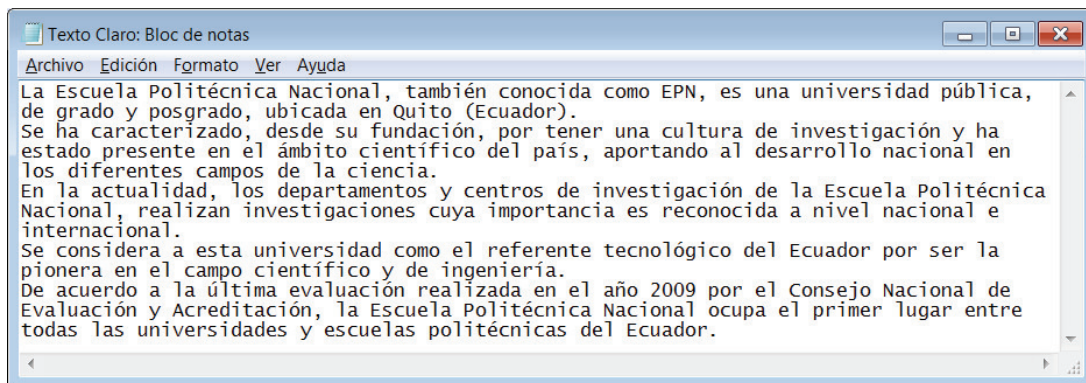 Texto Claro: Bloc de notas
Archivo Edición Formato Ver Ayuda
La Escuela Politécnica Nacional, también conocida como EPN, es una universidad pública,
de grado y posgrado, ubicada en Quito (Ecuador).
Se ha caracterizado, desde su fundación, por tener una cultura de investigación y ha
estado presente en el ámbito científico del país, aportando al desarrollo nacional en
los diferentes campos de la ciencia.
En la actualidad, los departamentos y centros de investigación de la Escuela Politécnica
Nacional, realizan investigaciones cuya importancia es reconocida a nivel nacional e
internacional.
Se considera a esta universidad como el referente tecnológico del Ecuador por ser la
pionera en el campo científico y de ingeniería.
De acuerdo a la última evaluación realizada en el año 2009 por el Consejo Nacional de
Evaluación y Acreditación, la Escuela Politécnica Nacional ocupa el primer lugar entre
todas las universidades y escuelas politécnicas del Ecuador.